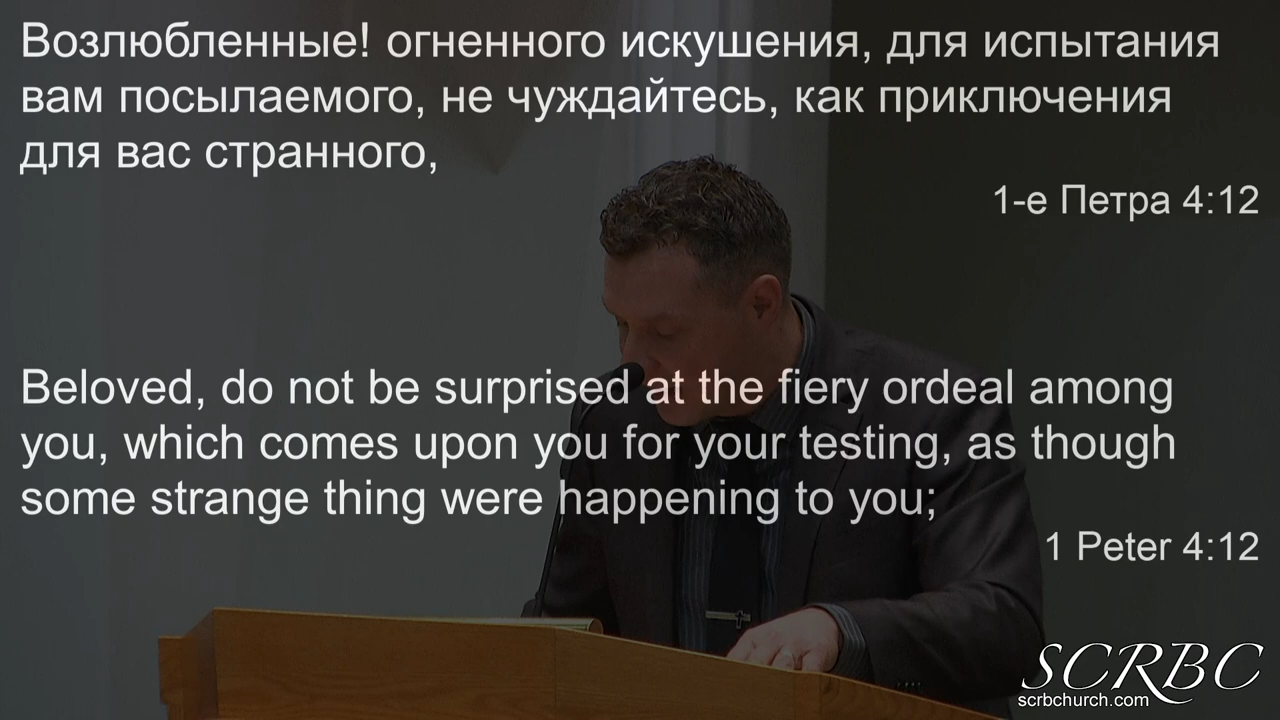 Возлюбленные! огненного искушения, для испытания
вам посылаемого, не чуждайтесь, как приключения
для вас странного,
1-е Петра 4:12
Beloved, do not be surprised at the fiery ordeal among
you, which comes upon you for your testing, as though
some strange thing were happening to you;
1 Peter 4:12
SCRBC
scrbchurch.com